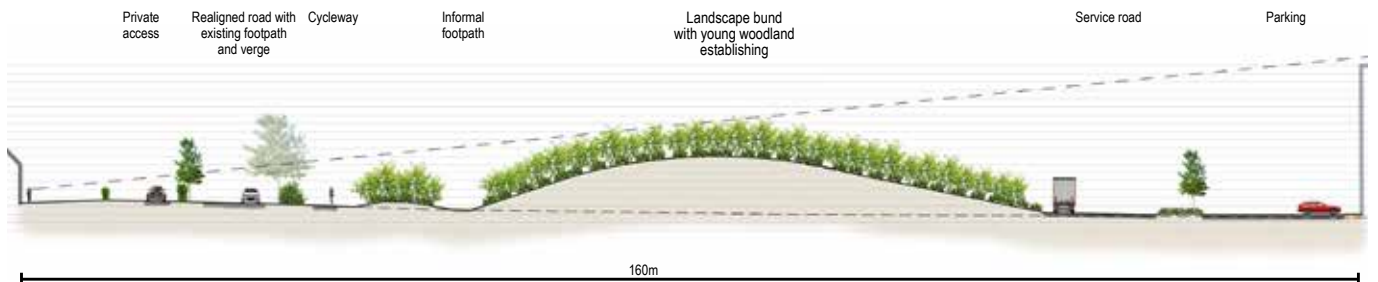 Private
access
Realigned road with
existing footpath
and verge
Cycleway
Informal
footpath
Landscape bund
with young woodland
establishing
Service road
Parking
160m